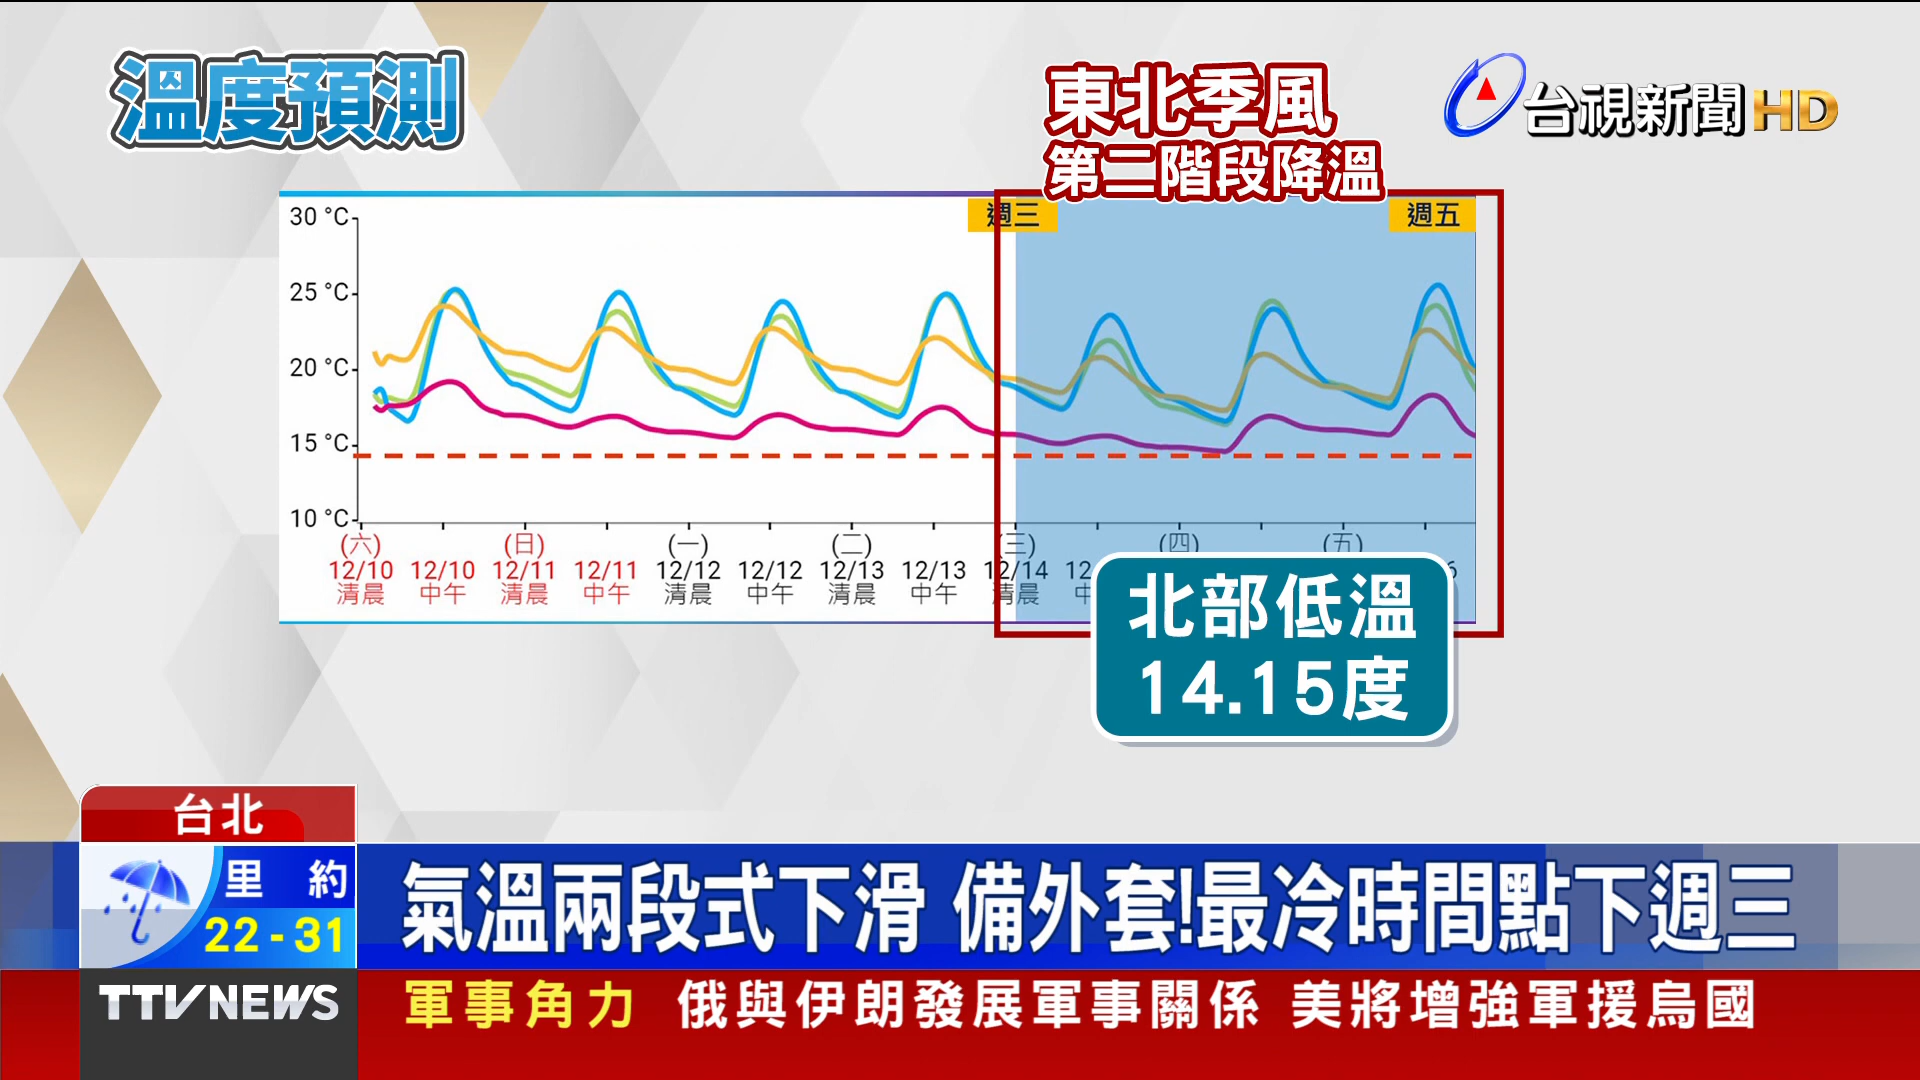 溫度預測
東北季風
第二階段降溫
台視新聞HD
週三
週五
30 °C
25 °C
20 °C
15 °C
10 °C
(六) (日) (一) (二) (三) (四) (五)
12/10 12/10 12/11 12/11 12/12 12/12 12/13 12/13 12/14 12
清晨 中午 清晨 中午 清晨 中午 清晨 中午 清晨
北部低溫
14.15度
台北
里約
22-31
氣溫兩段式下滑 備外套!最冷時間點下週三
TTV NEWS
軍事角力 俄與伊朗發展軍事關係 美將增強軍援烏國